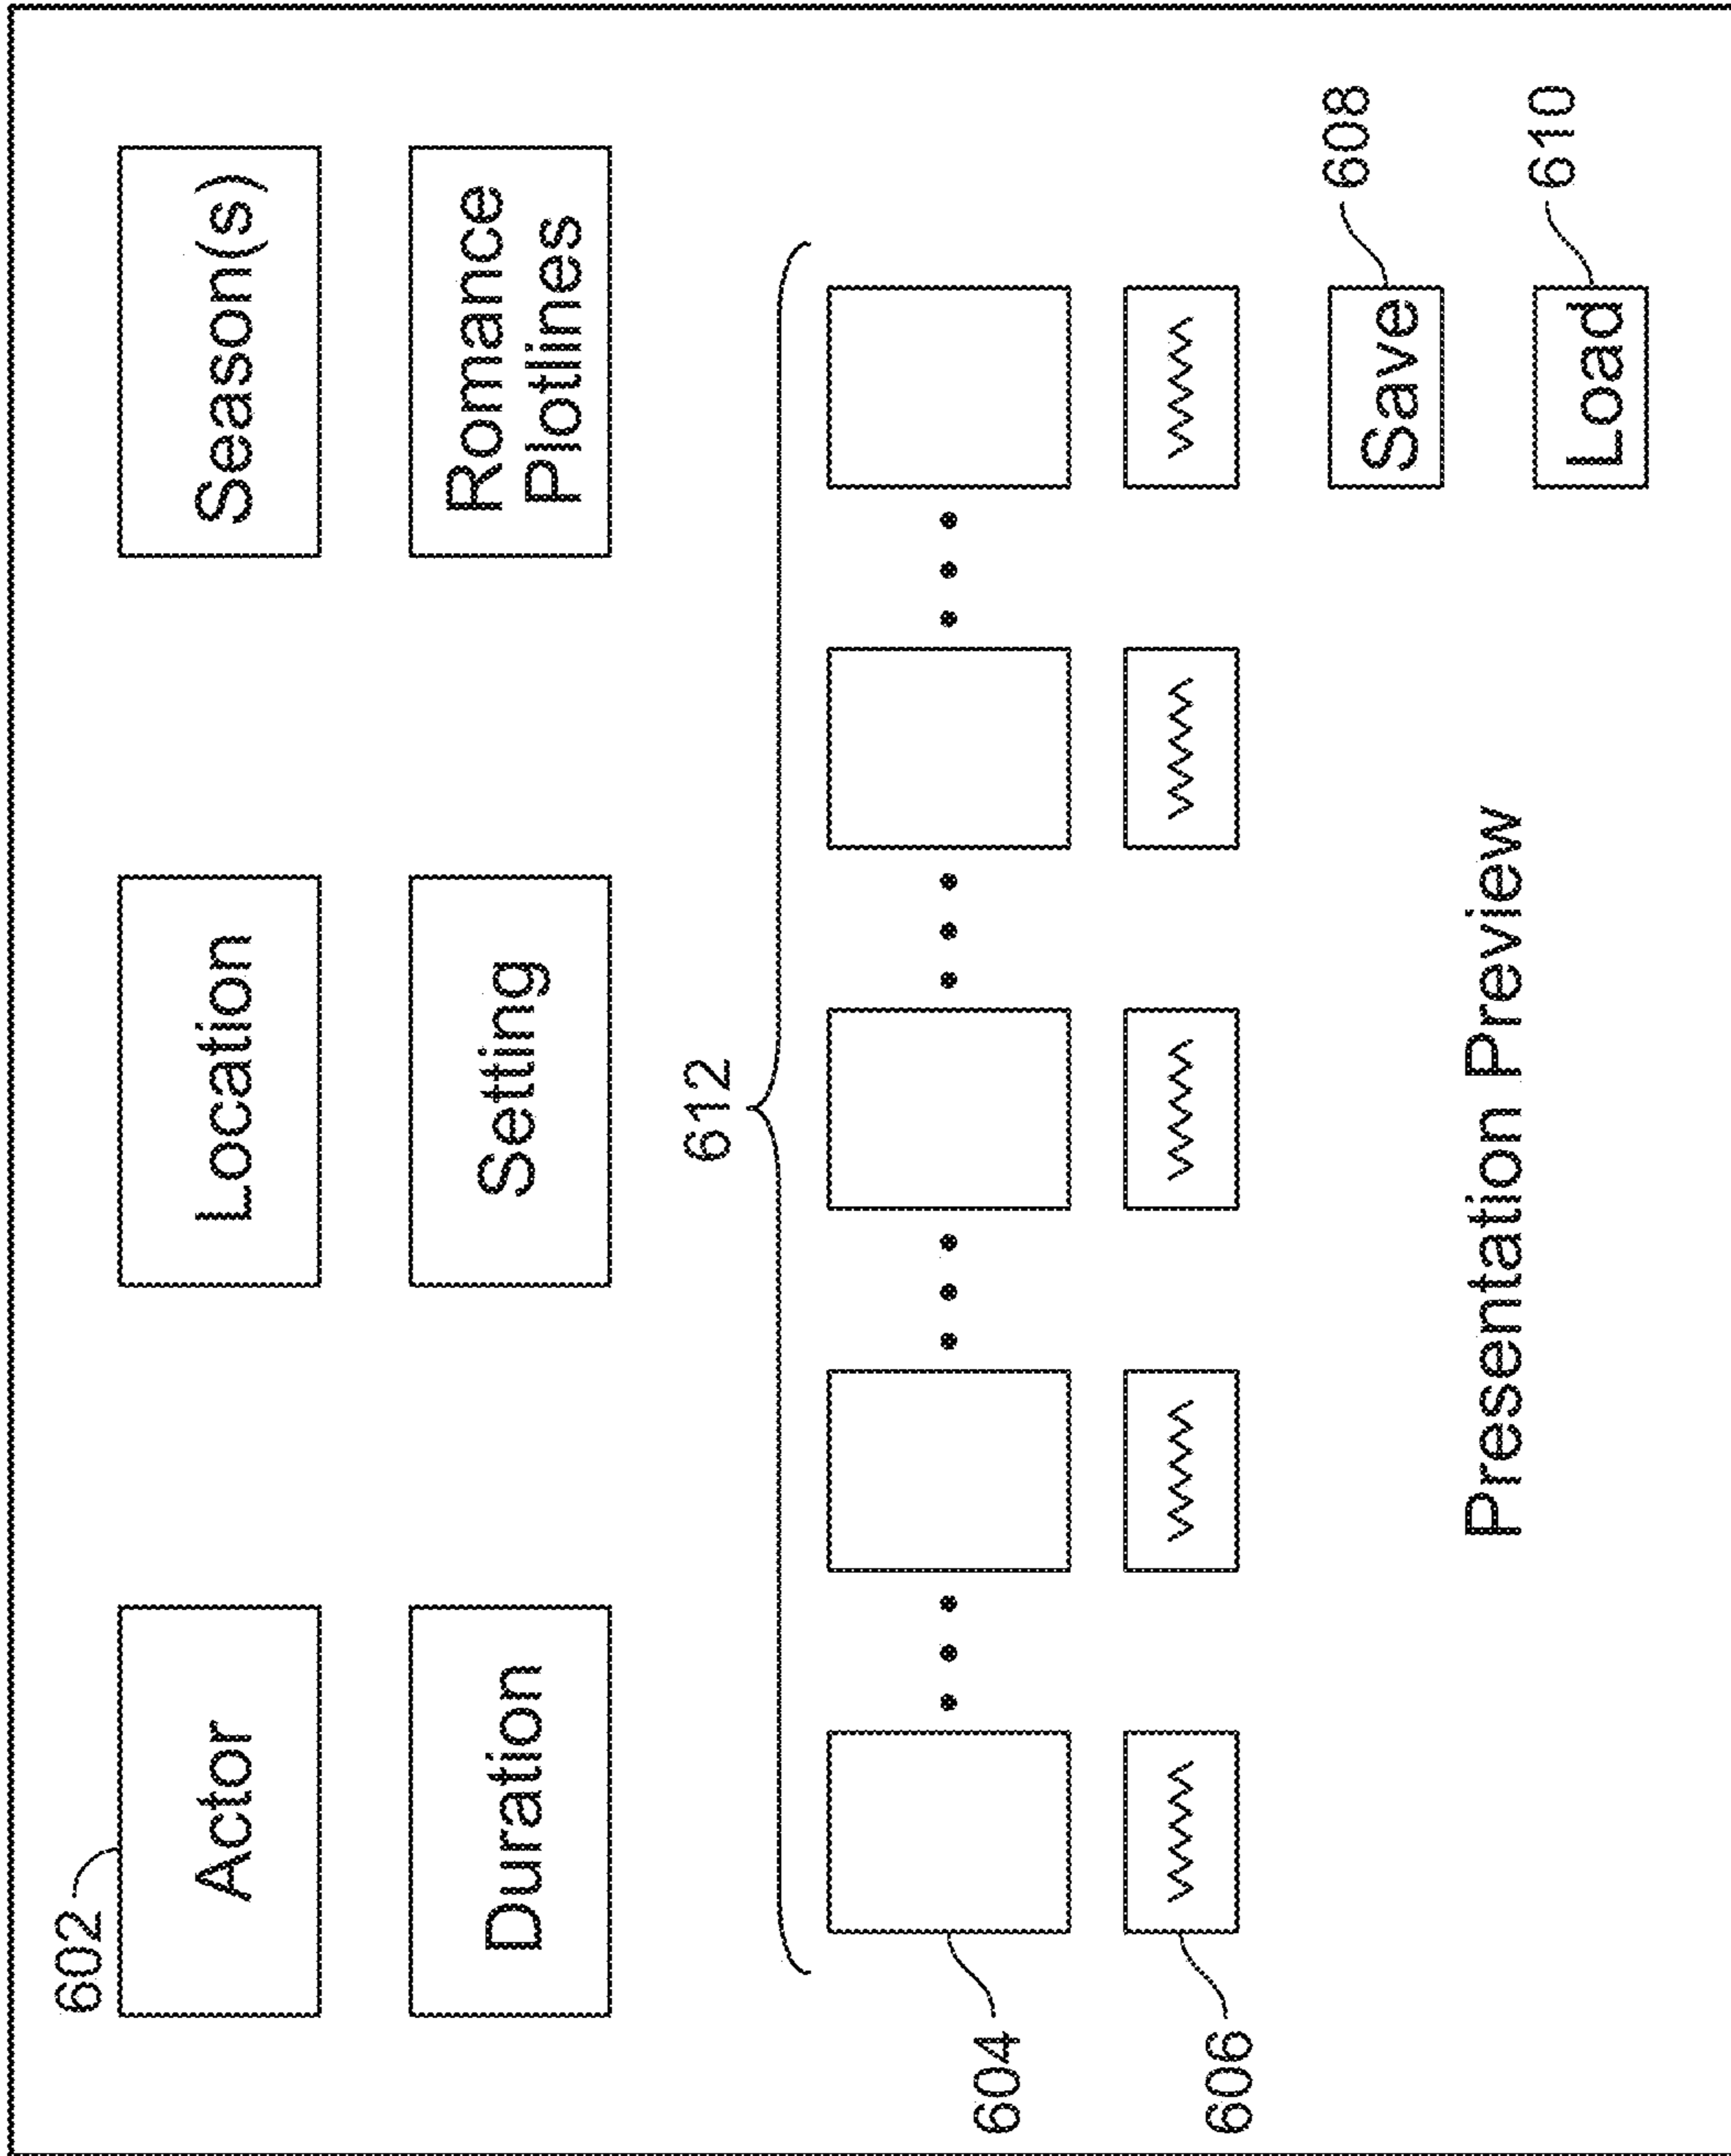 602
Actor
Location
Season(s)
Duration
Setting
Romance
Plotlines
612
604
606
Save
608
Presentation Preview
Load
610